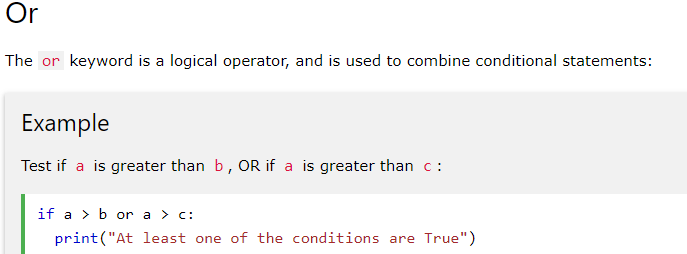 Or
The or keyword is a logical operator, and is used to combine conditional statements:
Example
Test if a is greater than b, OR if a is greater than c:
if a > b or a > c:
  print("At least one of the conditions are True")